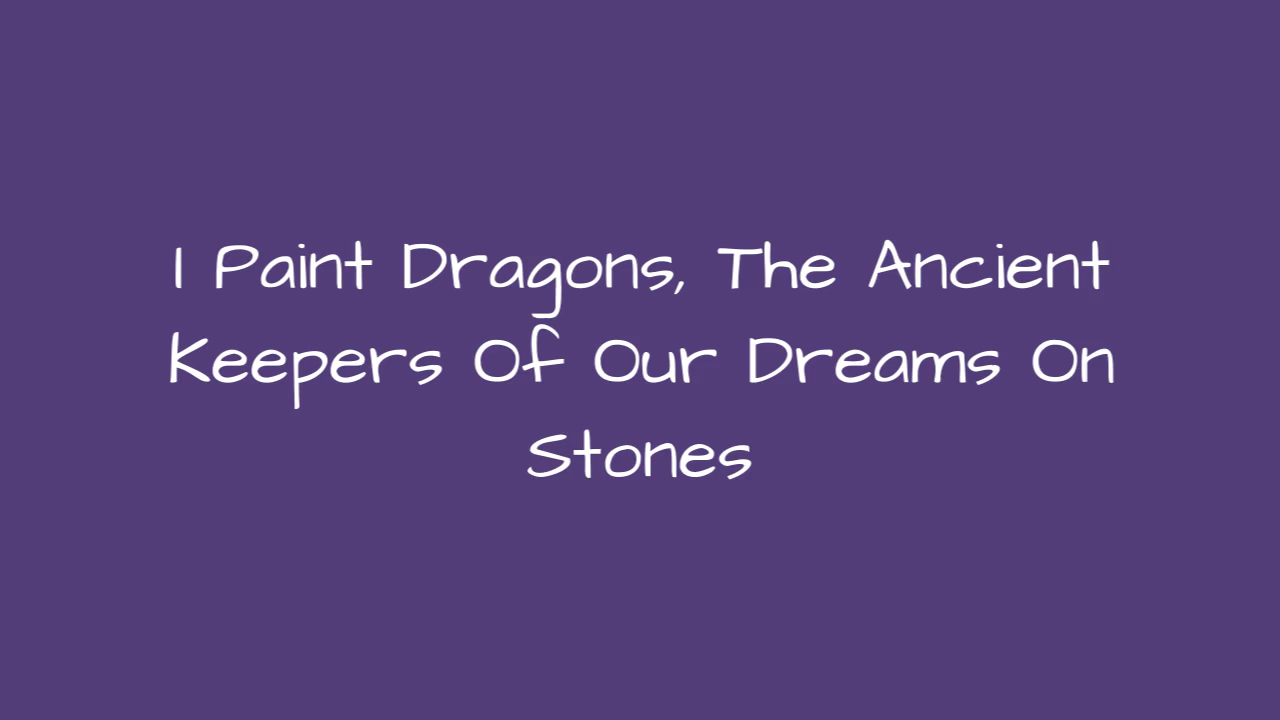 I Paint Dragons, The Ancient
Keepers Of Our Dreams On
Stones